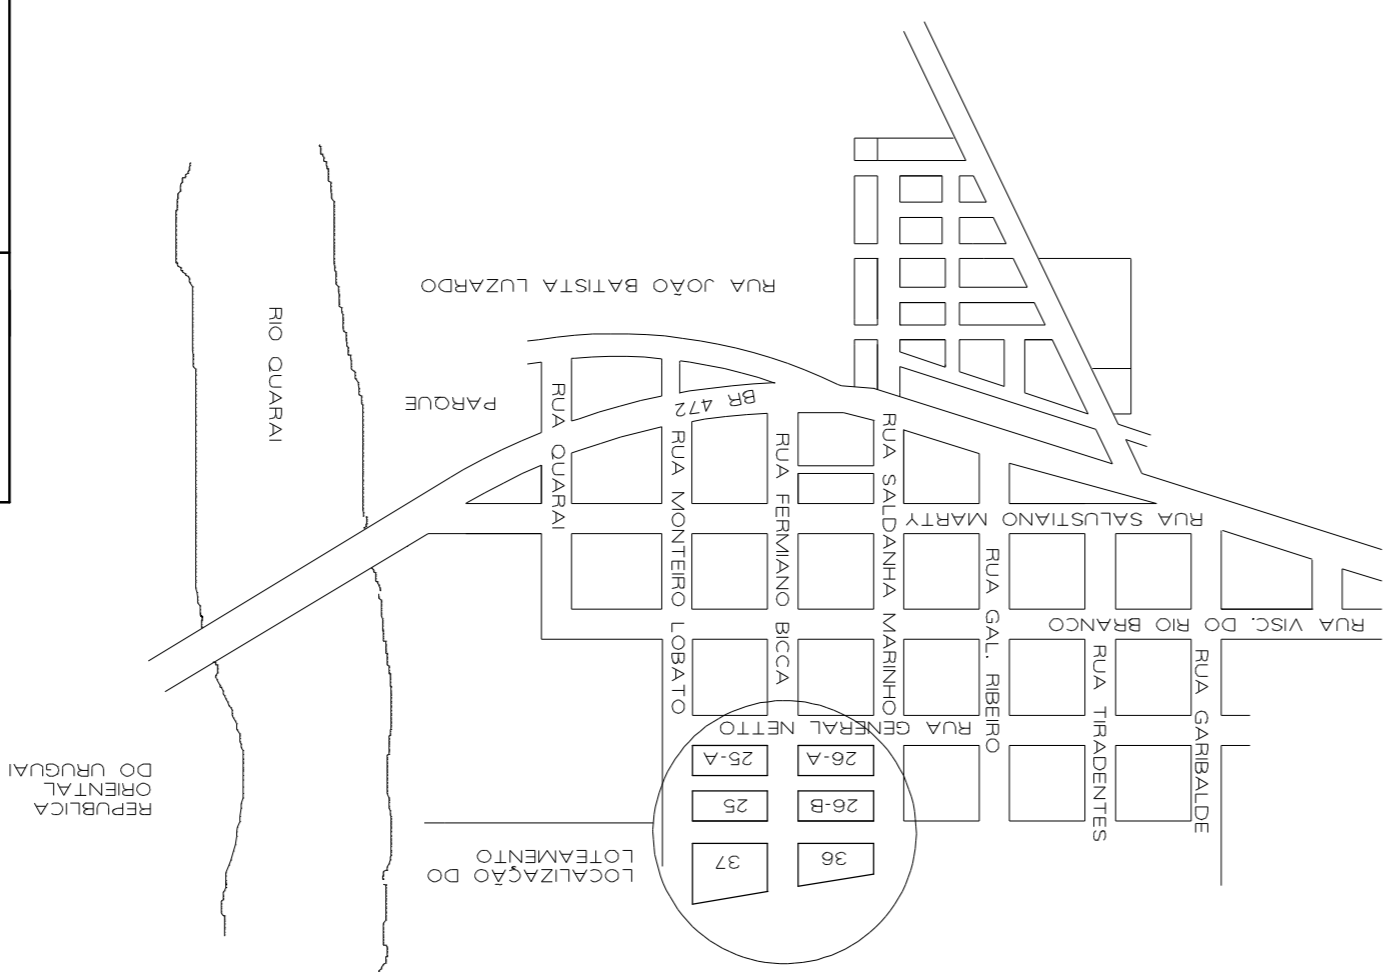 RUA JOÃO BATISTA LUZARDO
RIO QUARAI
PARQUE
BR 472
RUA QUARAI
RUA MONTEIRO LOBATO
RUA FERMIANO BICCA
RUA SALDANHA MARINHO
RUA SALUSTIANO MARTY
RUA GAL. RIBEIRO
RUA VISC. DO RIO BRANCO
RUA TIRADENTES
RUA GARIBALDE
RUA GENERAL NETTO
25-A
26-A
25
26-B
37
36
LOCALIZAÇÃO DO
LOTEAMENTO
REPUBLICA
ORIENTAL
DO URUGUAI